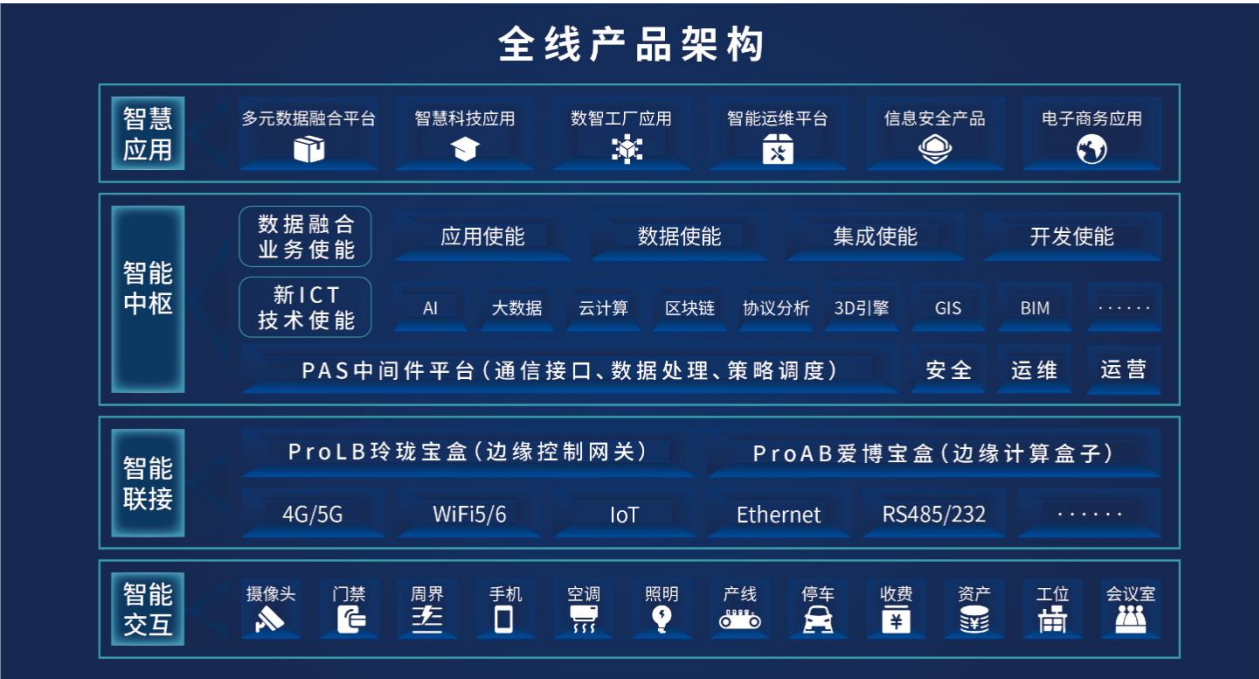 全线产品架构
智慧
应用
多元数据融合平台
智慧科技应用
数智工厂应用
智能运维平台
信息安全产品
电子商务应用
智能
中枢
数据融合
业务使能
应用使能
数据使能
集成使能
开发使能
新ICT
技术使能
AI
大数据
云计算
区块链
协议分析
3D引擎
GIS
BIM
······
PAS中间件平台(通信接口、数据处理、策略调度)
安全
运维
运营
智能
联接
ProLB玲珑宝盒(边缘控制网关)
ProAB爱博宝盒(边缘计算盒子)
4G/5G
WiFi5/6
IoT
Ethernet
RS485/232
······
智能
交互
摄像头
门禁
周界
手机
空调
照明
产线
停车
收费
资产
工位
会议室